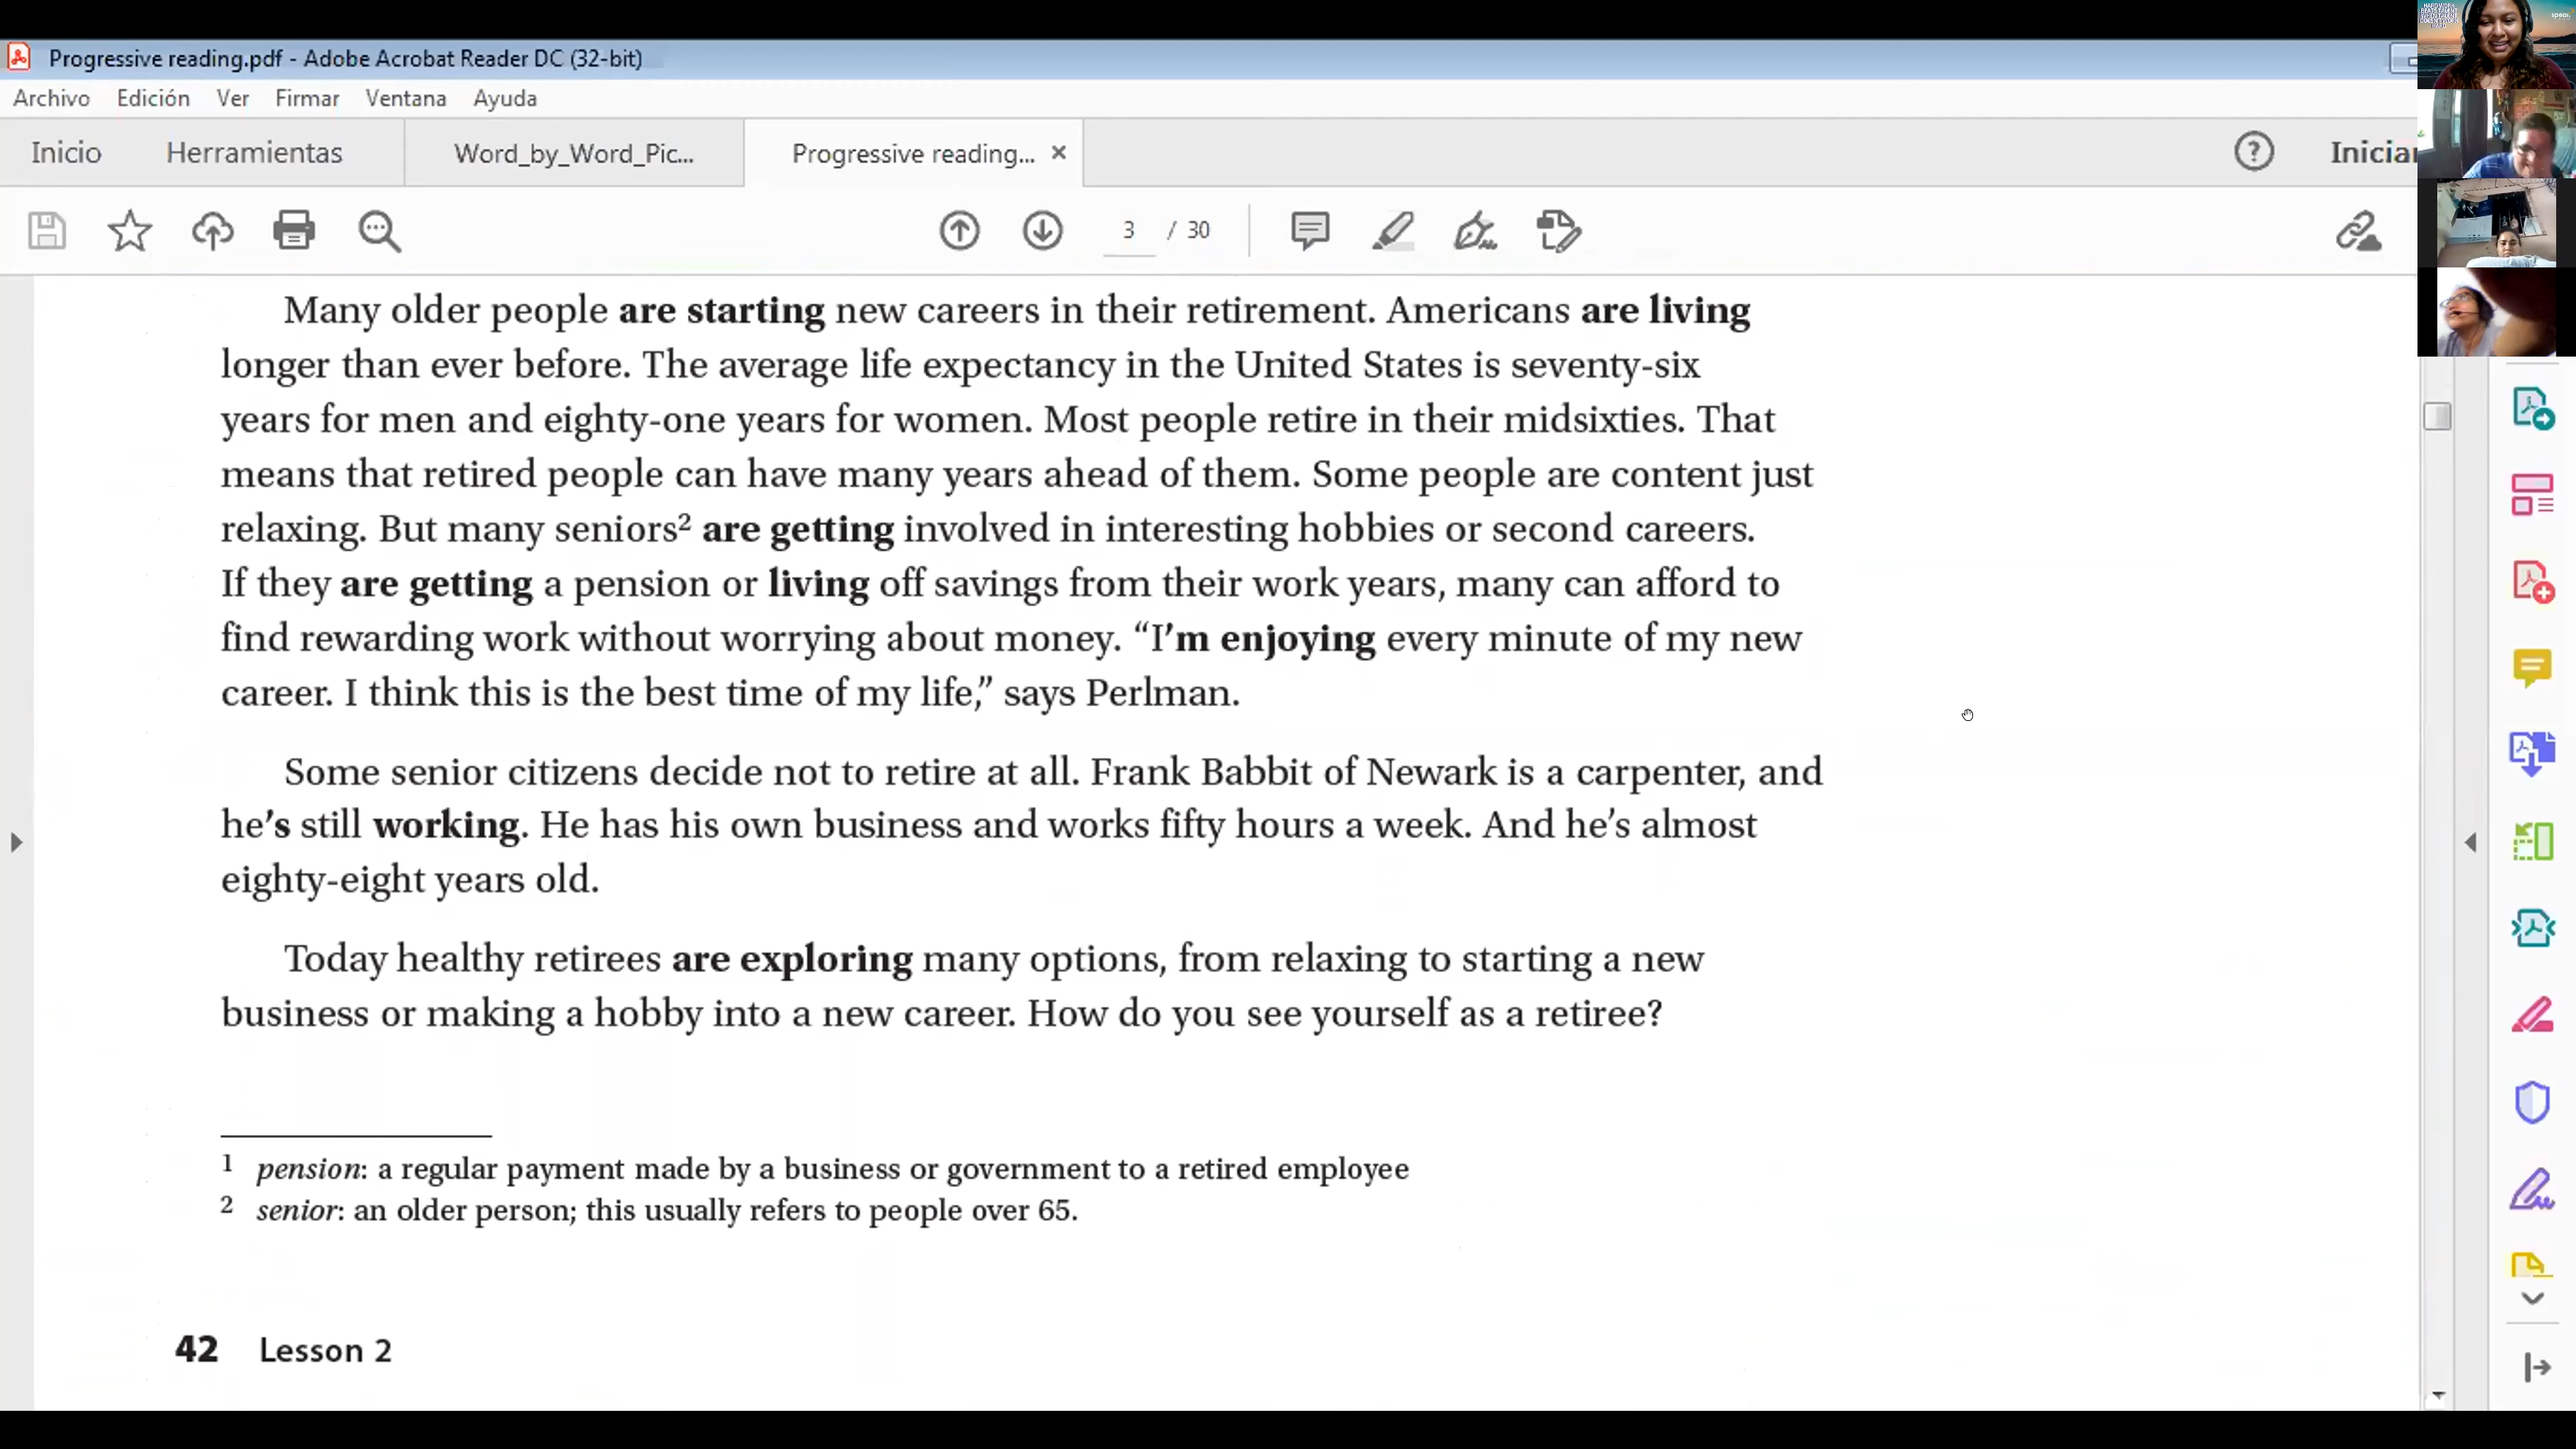 Progressive reading.pdf - Adobe Acrobat Reader DC (32-bit)
Archivo Edición Ver Firmar Ventana Ayuda
Inicio Herramientas Word_by_Word_Pic... Progressive reading... Iniciar
3 / 30
Many older people are starting new careers in their retirement. Americans are living
longer than ever before. The average life expectancy in the United States is seventy-six
years for men and eighty-one years for women. Most people retire in their midsixties. That
means that retired people can have many years ahead of them. Some people are content just
relaxing. But many seniors² are getting involved in interesting hobbies or second careers.
If they are getting a pension or living off savings from their work years, many can afford to
find rewarding work without worrying about money. “I’m enjoying every minute of my new
career. I think this is the best time of my life,” says Perlman.
Some senior citizens decide not to retire at all. Frank Babbit of Newark is a carpenter, and
he’s still working. He has his own business and works fifty hours a week. And he’s almost
eighty-eight years old.
Today healthy retirees are exploring many options, from relaxing to starting a new
business or making a hobby into a new career. How do you see yourself as a retiree?
1 pension: a regular payment made by a business or government to a retired employee
2 senior: an older person; this usually refers to people over 65.
42 Lesson 2